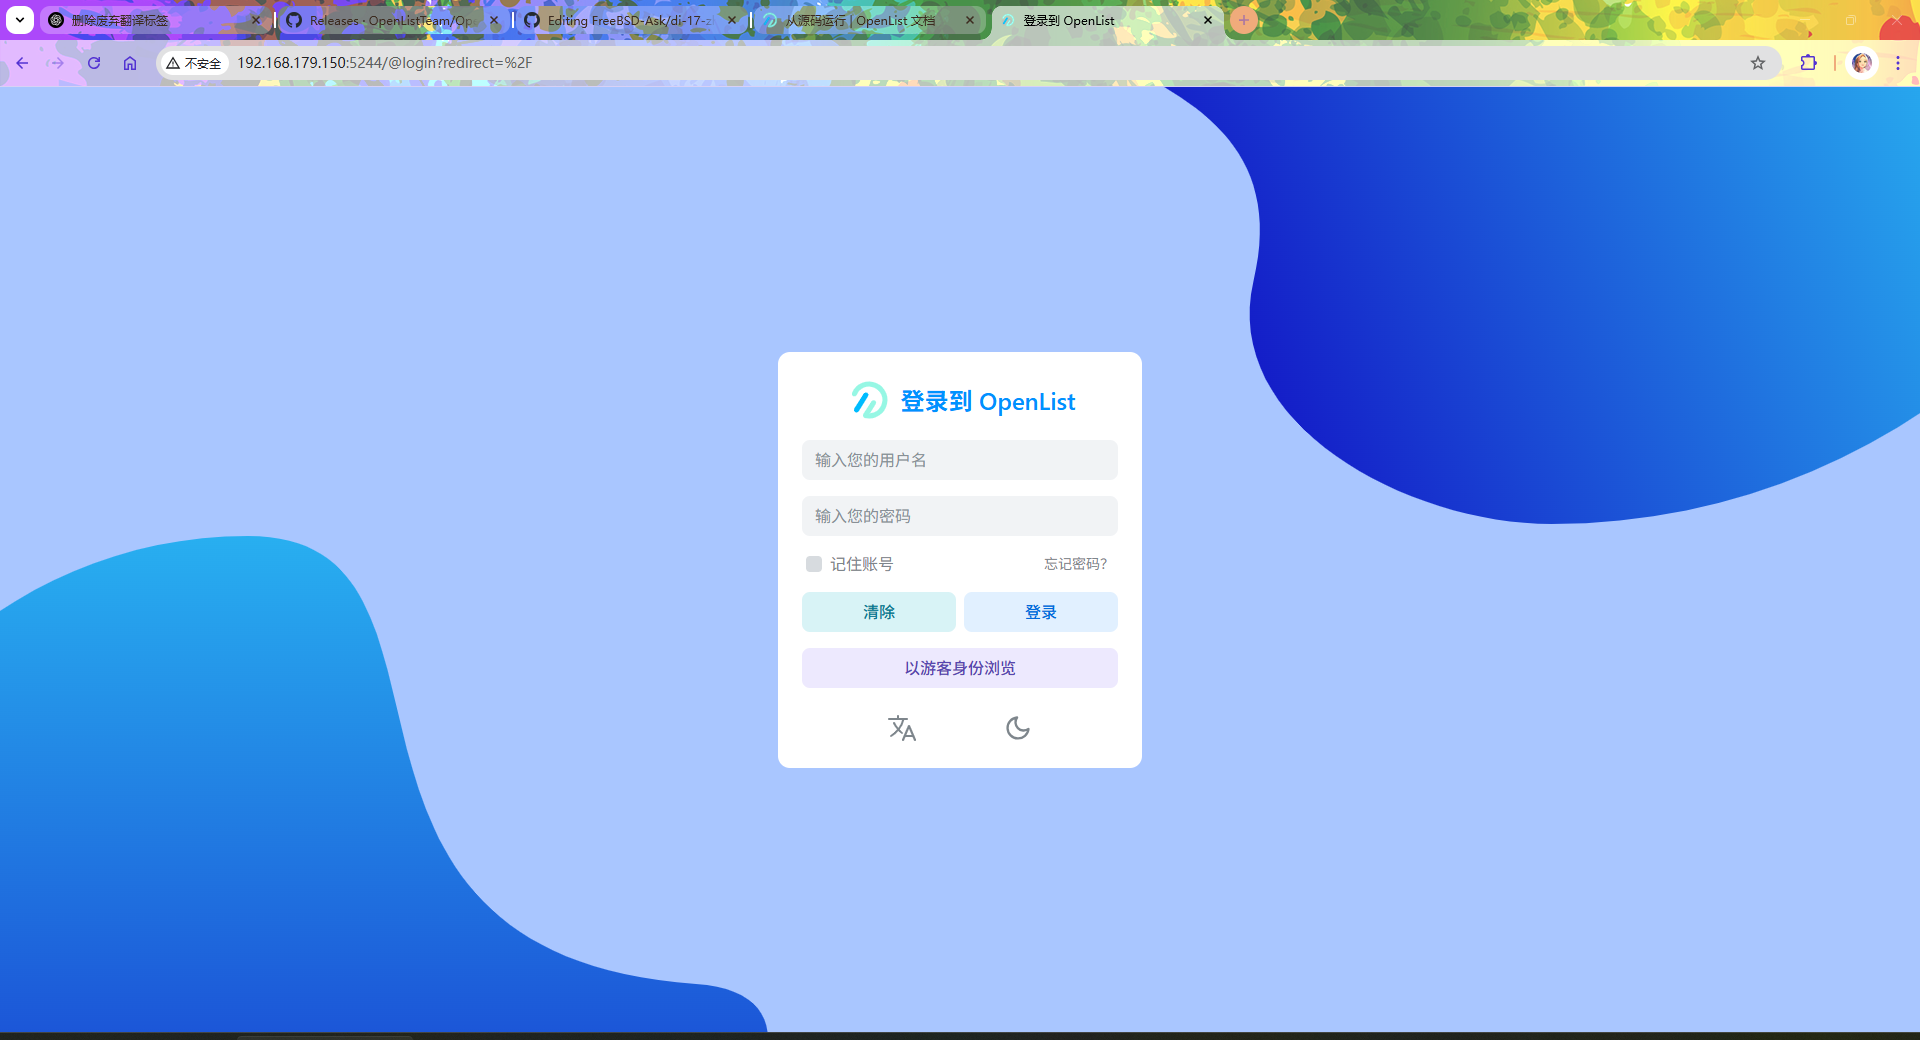 删除废弃翻译标签
Releases · OpenListTeam/Ope
Editing FreeBSD-Ask/di-17-z
从源码运行 | OpenList 文档
登录到 OpenList
不安全
192.168.179.150:5244/@login?redirect=%2F
登录到 OpenList
输入您的用户名
输入您的密码
记住账号
忘记密码?
清除
登录
以游客身份浏览